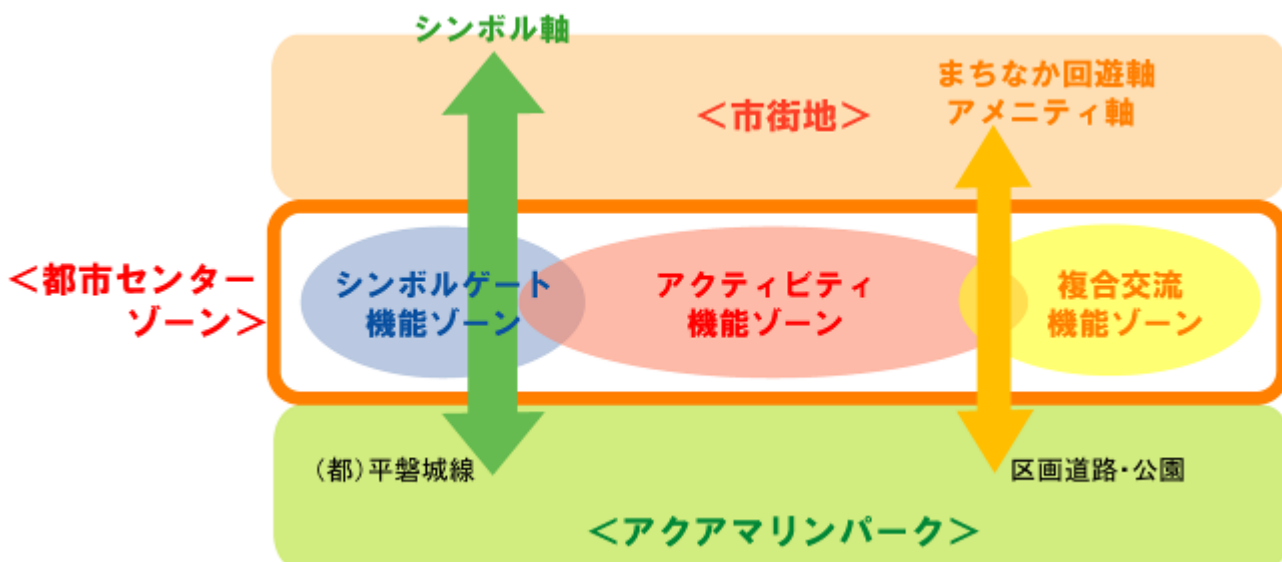 シンボル軸
まちなか回遊軸
アメニティ軸
＜市街地＞
＜都市センター
ゾーン＞
シンボルゲート
機能ゾーン
アクティビティ
機能ゾーン
複合交流
機能ゾーン
（都）平磐城線
区画道路・公園
＜アクアマリンパーク＞